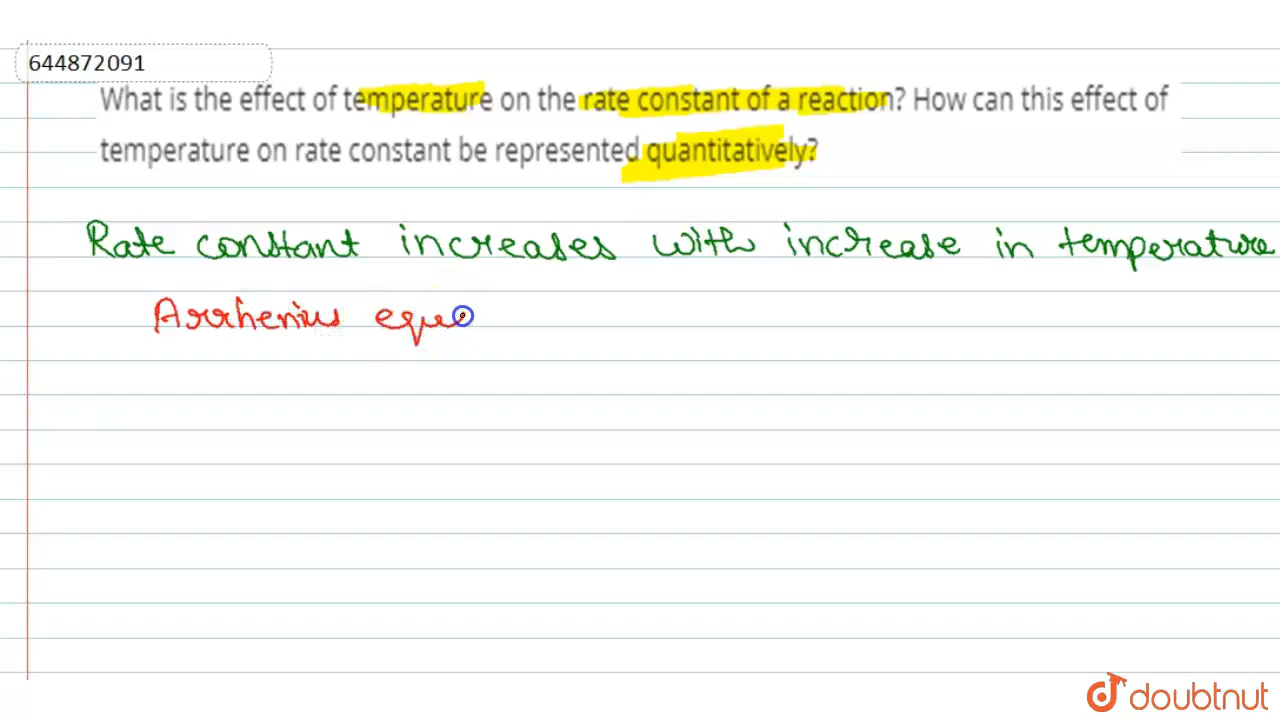 644872091
What is the effect of temperature on the rate constant of a reaction? How can this effect of
temperature on rate constant be represented quantitatively?
Rate constant increases with increase in temperature
Arrhenius equa
doubtnut